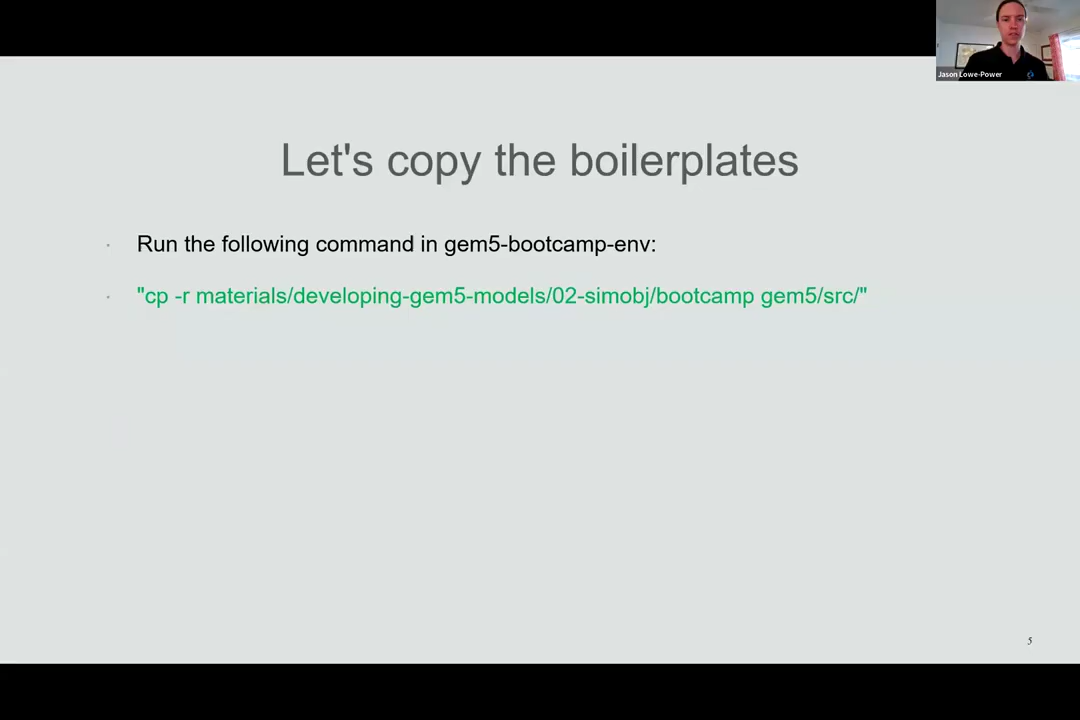 Jason Lowe-Power
Let's copy the boilerplates
Run the following command in gem5-bootcamp-env:
"cp -r materials/developing-gem5-models/02-simobj/bootcamp gem5/src/"
5